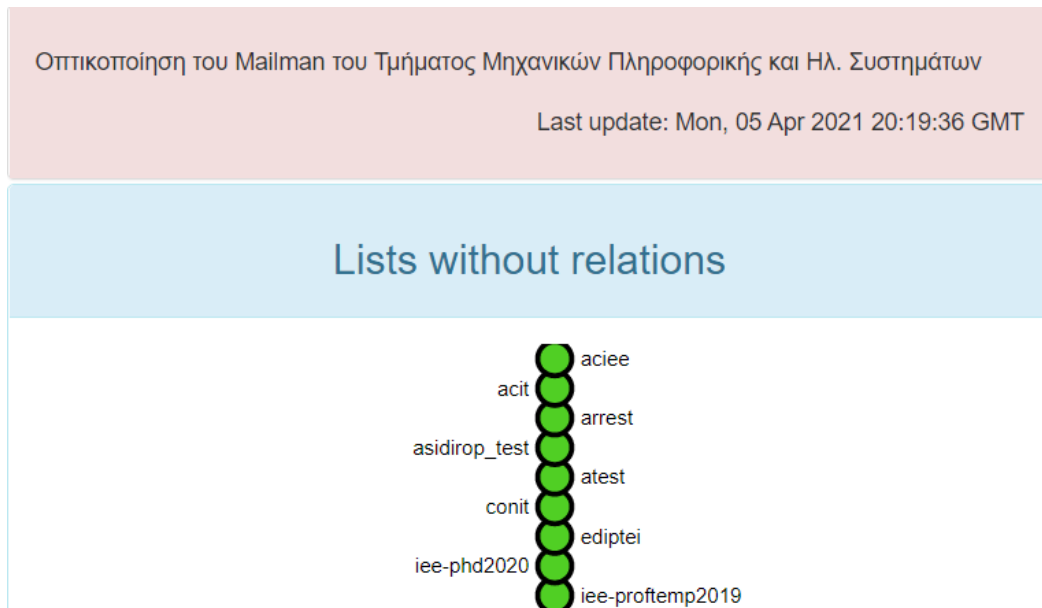 Οπτικοποίηση του Mailman του Τμήματος Μηχανικών Πληροφορικής και Ηλ. Συστημάτων
Last update: Mon, 05 Apr 2021 20:19:36 GMT
Lists without relations
aciee
acit
arrest
asidirop_test
atest
conit
ediptei
iee-phd2020
iee-proftemp2019